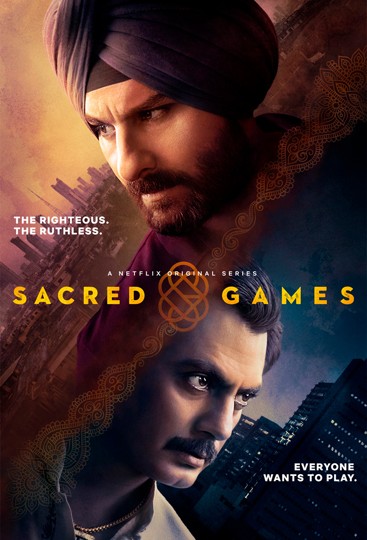 THE RIGHTEOUS.
THE RUTHLESS.
A NETFLIX ORIGINAL SERIES
SACRED GAMES
EVERYONE
WANTS TO PLAY.